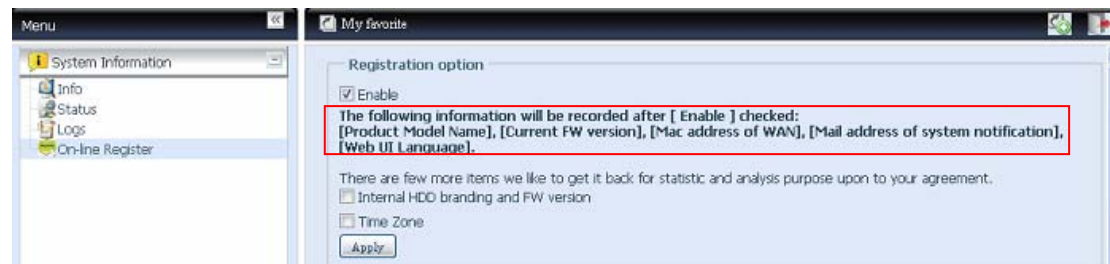 Menu
My favorite
System Information
Info
Status
Logs
On-line Register
Registration option
Enable
The following information will be recorded after [ Enable ] checked:
[Product Model Name], [Current FW version], [Mac address of WAN], [Mail address of system notification],
[Web UI Language].
There are few more items we like to get it back for statistic and analysis purpose upon to your agreement.
Internal HDD branding and FW version
Time Zone
Apply